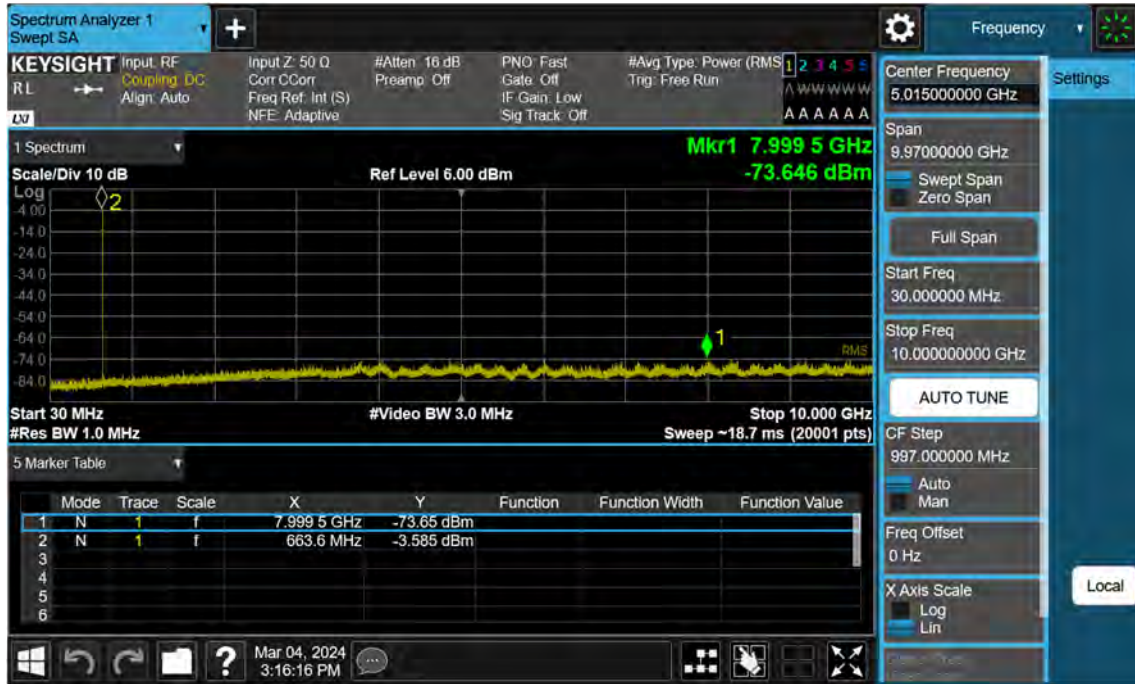 Spectrum Analyzer 1
Swept SA
Frequency
KEYSIGHT
RL
LXI
Input: RF
Coupling: DC
Align: Auto
Input Z: 50 Ω
Corr CCorr
Freq Ref: Int (S)
NFE: Adaptive
#Atten: 16 dB
Preamp: Off
PNO: Fast
Gate: Off
IF Gain: Low
Sig Track: Off
#Avg Type: Power (RMS
Trig: Free Run
1 2 3 4 5 6
A W W W W W
A A A A A A
Center Frequency
5.015000000 GHz
Settings
Span
9.97000000 GHz
Swept Span
Zero Span
Full Span
Start Freq
30.000000 MHz
Stop Freq
10.000000000 GHz
AUTO TUNE
CF Step
997.000000 MHz
Auto
Man
Freq Offset
0 Hz
X Axis Scale
Log
Lin
Local
1 Spectrum
Scale/Div 10 dB
Ref Level 6.00 dBm
Mkr1 7.999 5 GHz
-73.646 dBm
Log
-4.00
-14.0
-24.0
-34.0
-44.0
-54.0
-64.0
-74.0
-84.0
2
1
RMS
Start 30 MHz
#Video BW 3.0 MHz
Stop 10.000 GHz
#Res BW 1.0 MHz
Sweep ~18.7 ms (20001 pts)
5 Marker Table
Mode Trace Scale X Y Function Function Width Function Value
1 N 1 f 7.999 5 GHz -73.65 dBm
2 N 1 f 663.6 MHz -3.585 dBm
3
4
5
6
?
Mar 04, 2024
3:16:16 PM